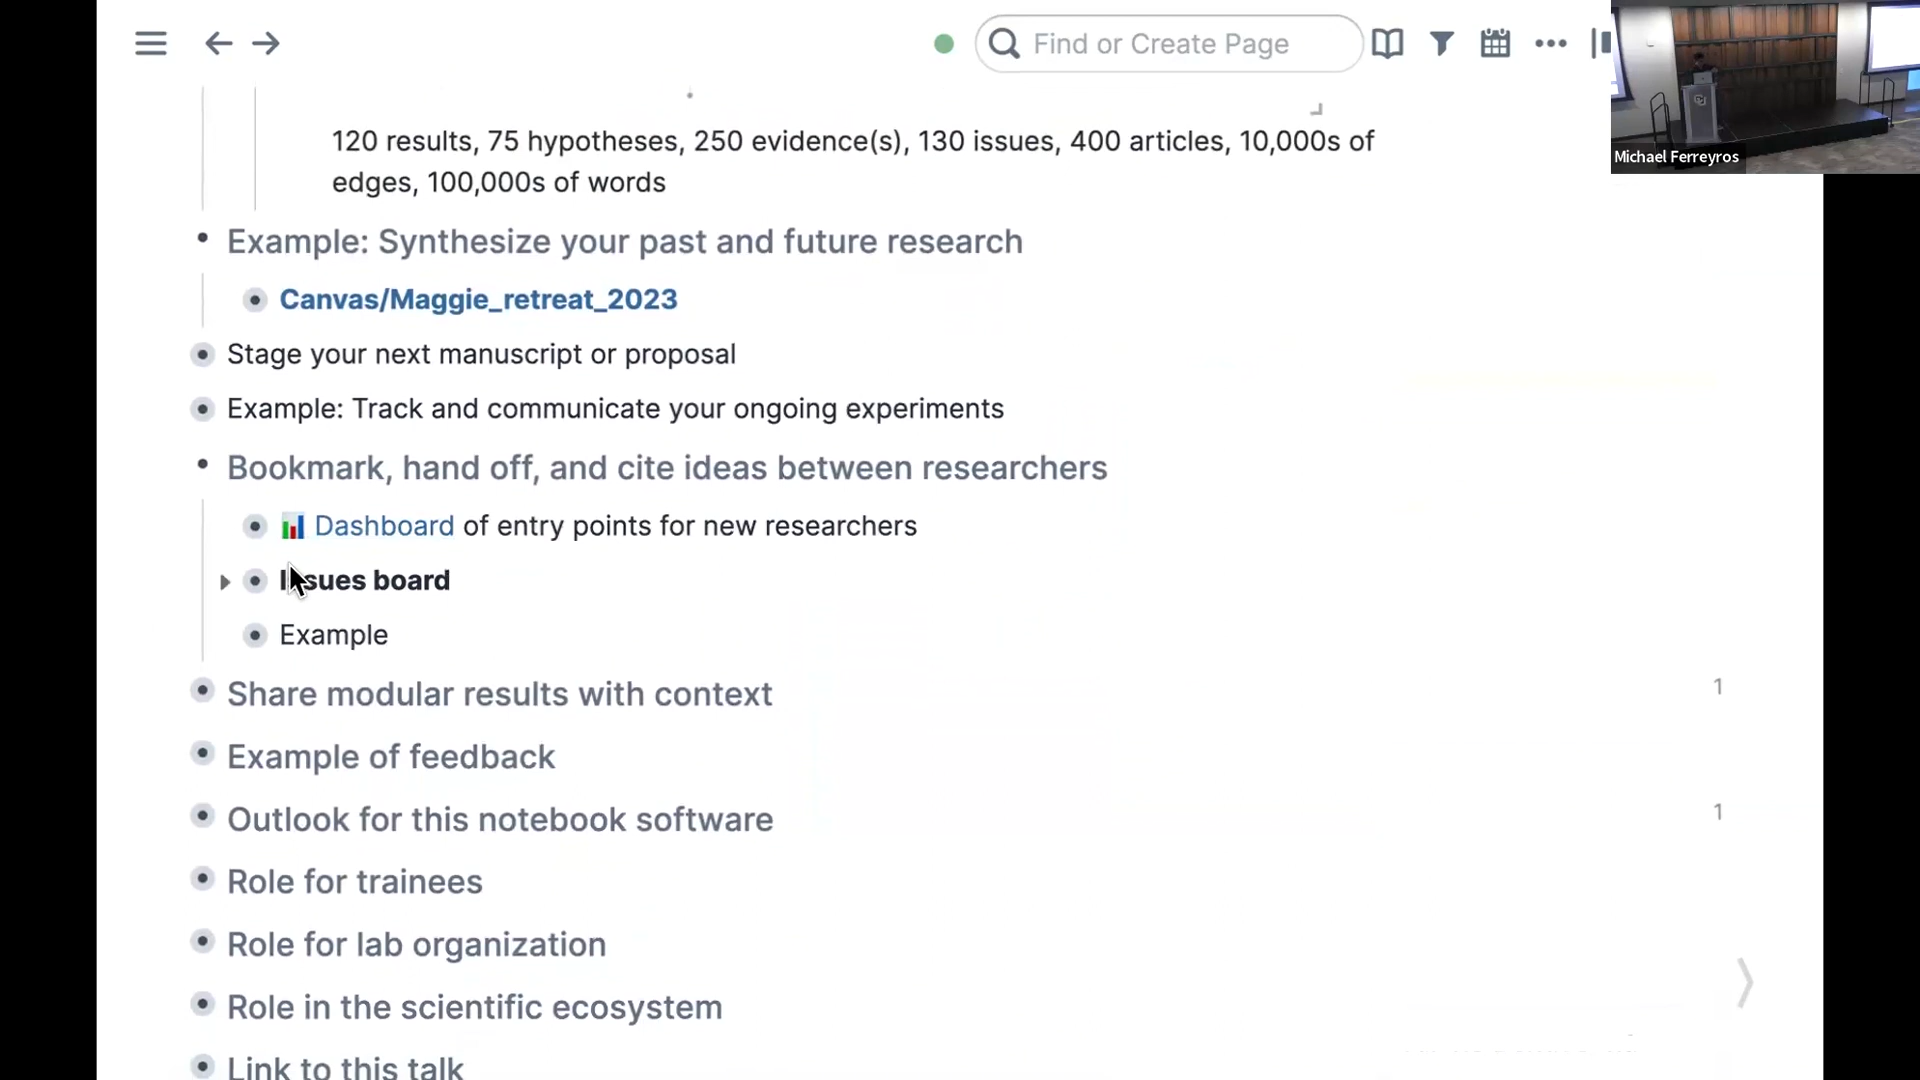 Find or Create Page
Michael Ferreyros
120 results, 75 hypotheses, 250 evidence(s), 130 issues, 400 articles, 10,000s of
edges, 100,000s of words
Example: Synthesize your past and future research
Canvas/Maggie_retreat_2023
Stage your next manuscript or proposal
Example: Track and communicate your ongoing experiments
Bookmark, hand off, and cite ideas between researchers
Dashboard of entry points for new researchers
Issues board
Example
Share modular results with context 1
Example of feedback
Outlook for this notebook software 1
Role for trainees
Role for lab organization
Role in the scientific ecosystem
Link to this talk